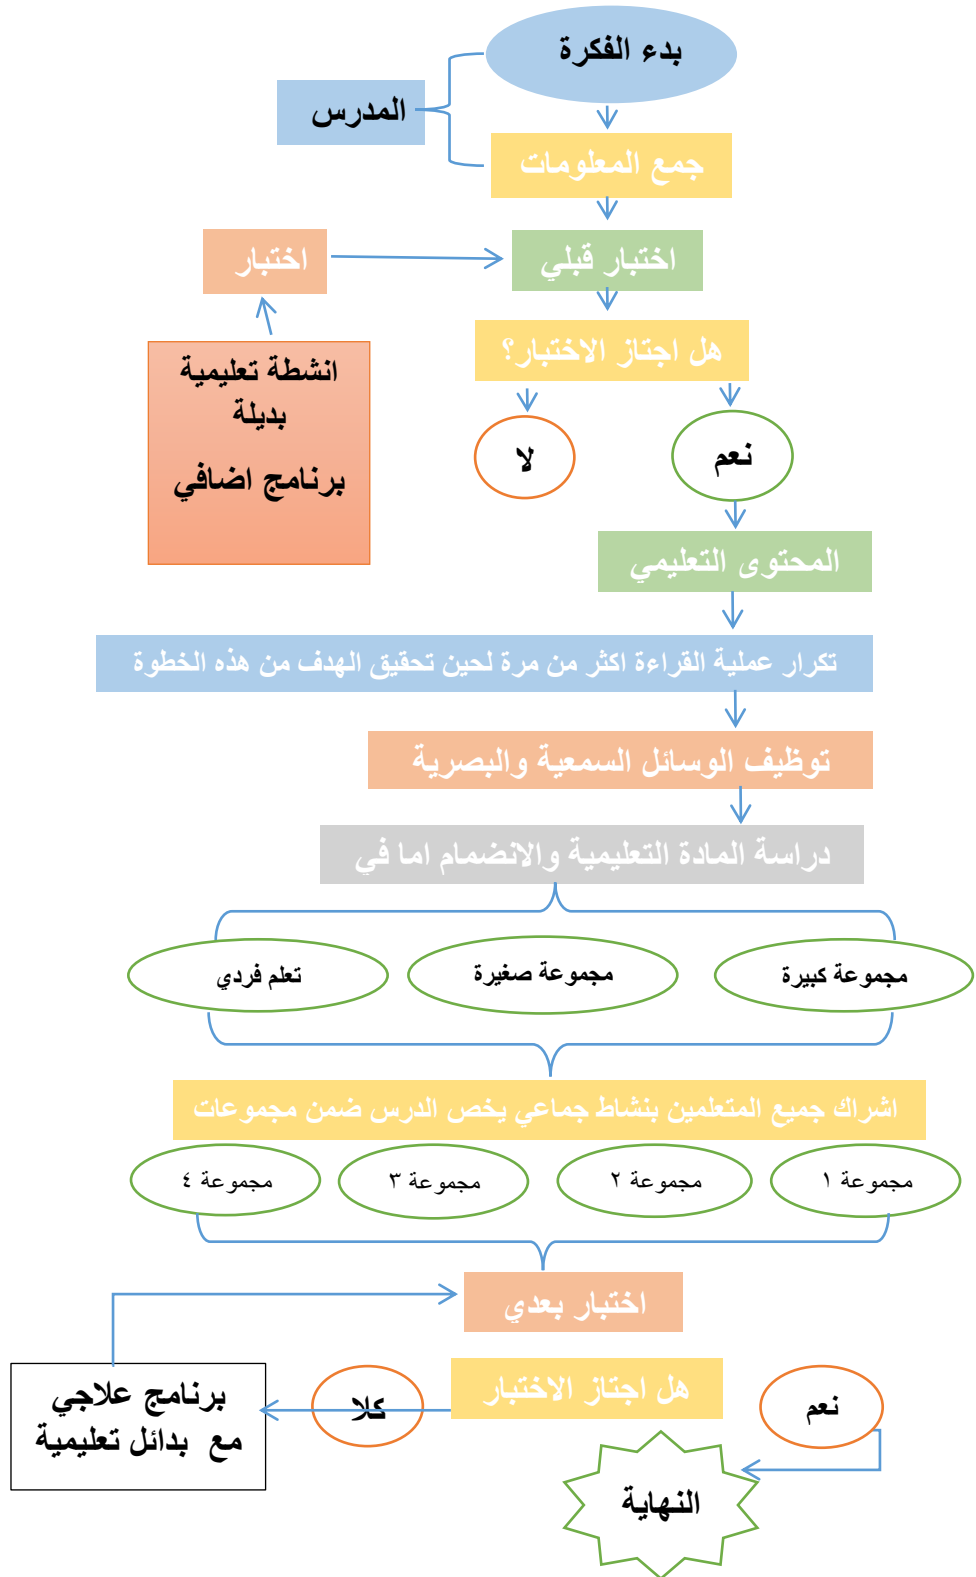 بدء الفكرة
المدرس
جمع المعلومات
اختبار قبلي
اختبار
هل اجتاز الاختبار؟
انشطة تعليمية
بديلة
برنامج اضافي
نعم
لا
المحتوى التعليمي
تكرار عملية القراءة اكثر من مرة لحين تحقيق الهدف من هذه الخطوة
توظيف الوسائل السمعية والبصرية
دراسة المادة التعليمية والانضمام اما في
مجموعة كبيرة
مجموعة صغيرة
تعلم فردي
اشراك جميع المتعلمين بنشاط جماعي يخص الدرس ضمن مجموعات
مجموعة ١
مجموعة ٢
مجموعة ٣
مجموعة ٤
اختبار بعدي
هل اجتاز الاختبار
نعم
كلا
برنامج علاجي
مع بدائل تعليمية
النهاية